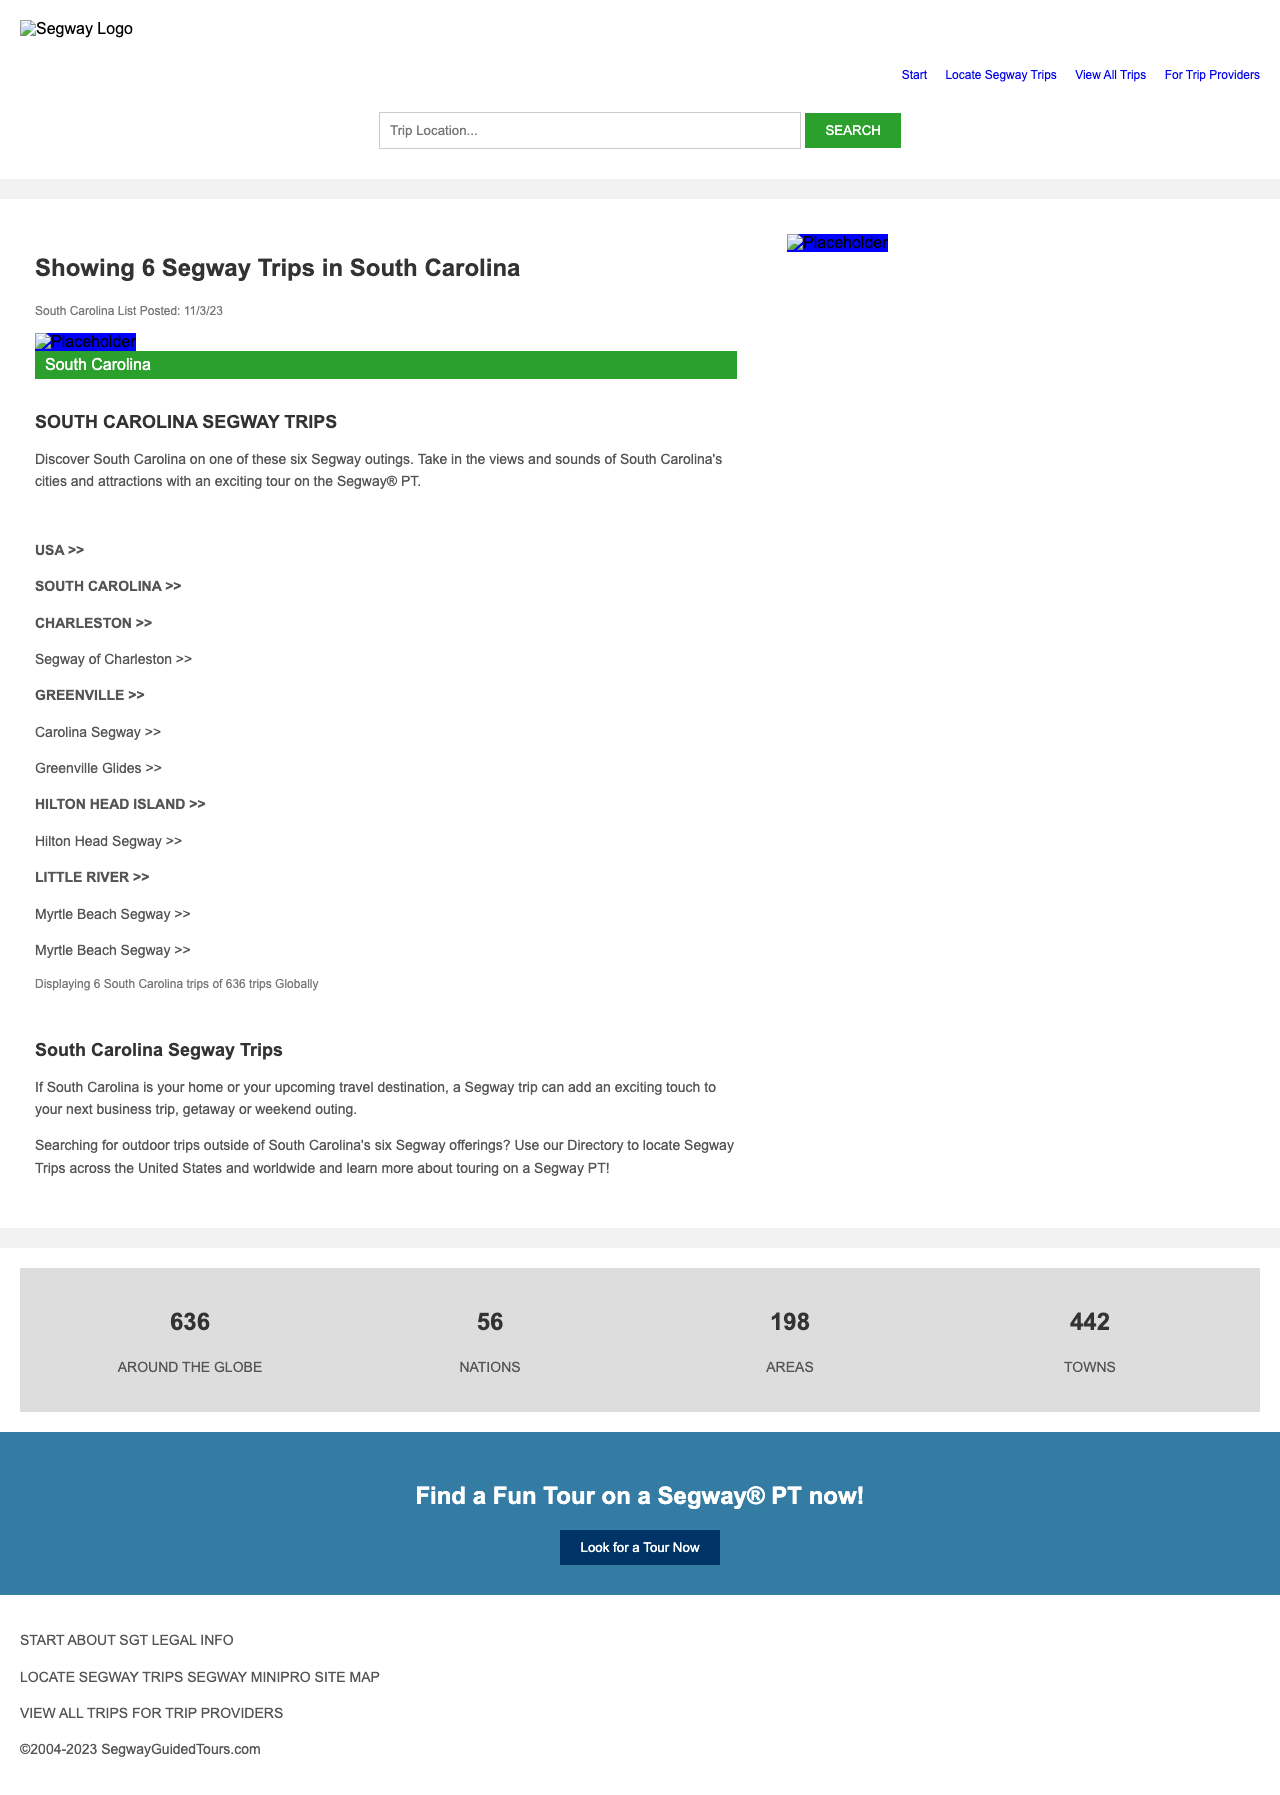 Segway Logo
Start Locate Segway Trips View All Trips For Trip Providers
Trip Location... SEARCH
Showing 6 Segway Trips in South Carolina
South Carolina List Posted: 11/3/23
Placeholder
South Carolina
SOUTH CAROLINA SEGWAY TRIPS
Discover South Carolina on one of these six Segway outings. Take in the views and sounds of South Carolina's
cities and attractions with an exciting tour on the Segway® PT.
USA >>
SOUTH CAROLINA >>
CHARLESTON >>
Segway of Charleston >>
GREENVILLE >>
Carolina Segway >>
Greenville Glides >>
HILTON HEAD ISLAND >>
Hilton Head Segway >>
LITTLE RIVER >>
Myrtle Beach Segway >>
Myrtle Beach Segway >>
Displaying 6 South Carolina trips of 636 trips Globally
South Carolina Segway Trips
If South Carolina is your home or your upcoming travel destination, a Segway trip can add an exciting touch to
your next business trip, getaway or weekend outing.
Searching for outdoor trips outside of South Carolina's six Segway offerings? Use our Directory to locate Segway
Trips across the United States and worldwide and learn more about touring on a Segway PT!
Placeholder
636
AROUND THE GLOBE
56
NATIONS
198
AREAS
442
TOWNS
Find a Fun Tour on a Segway® PT now!
Look for a Tour Now
START ABOUT SGT LEGAL INFO
LOCATE SEGWAY TRIPS SEGWAY MINIPRO SITE MAP
VIEW ALL TRIPS FOR TRIP PROVIDERS
©2004-2023 SegwayGuidedTours.com